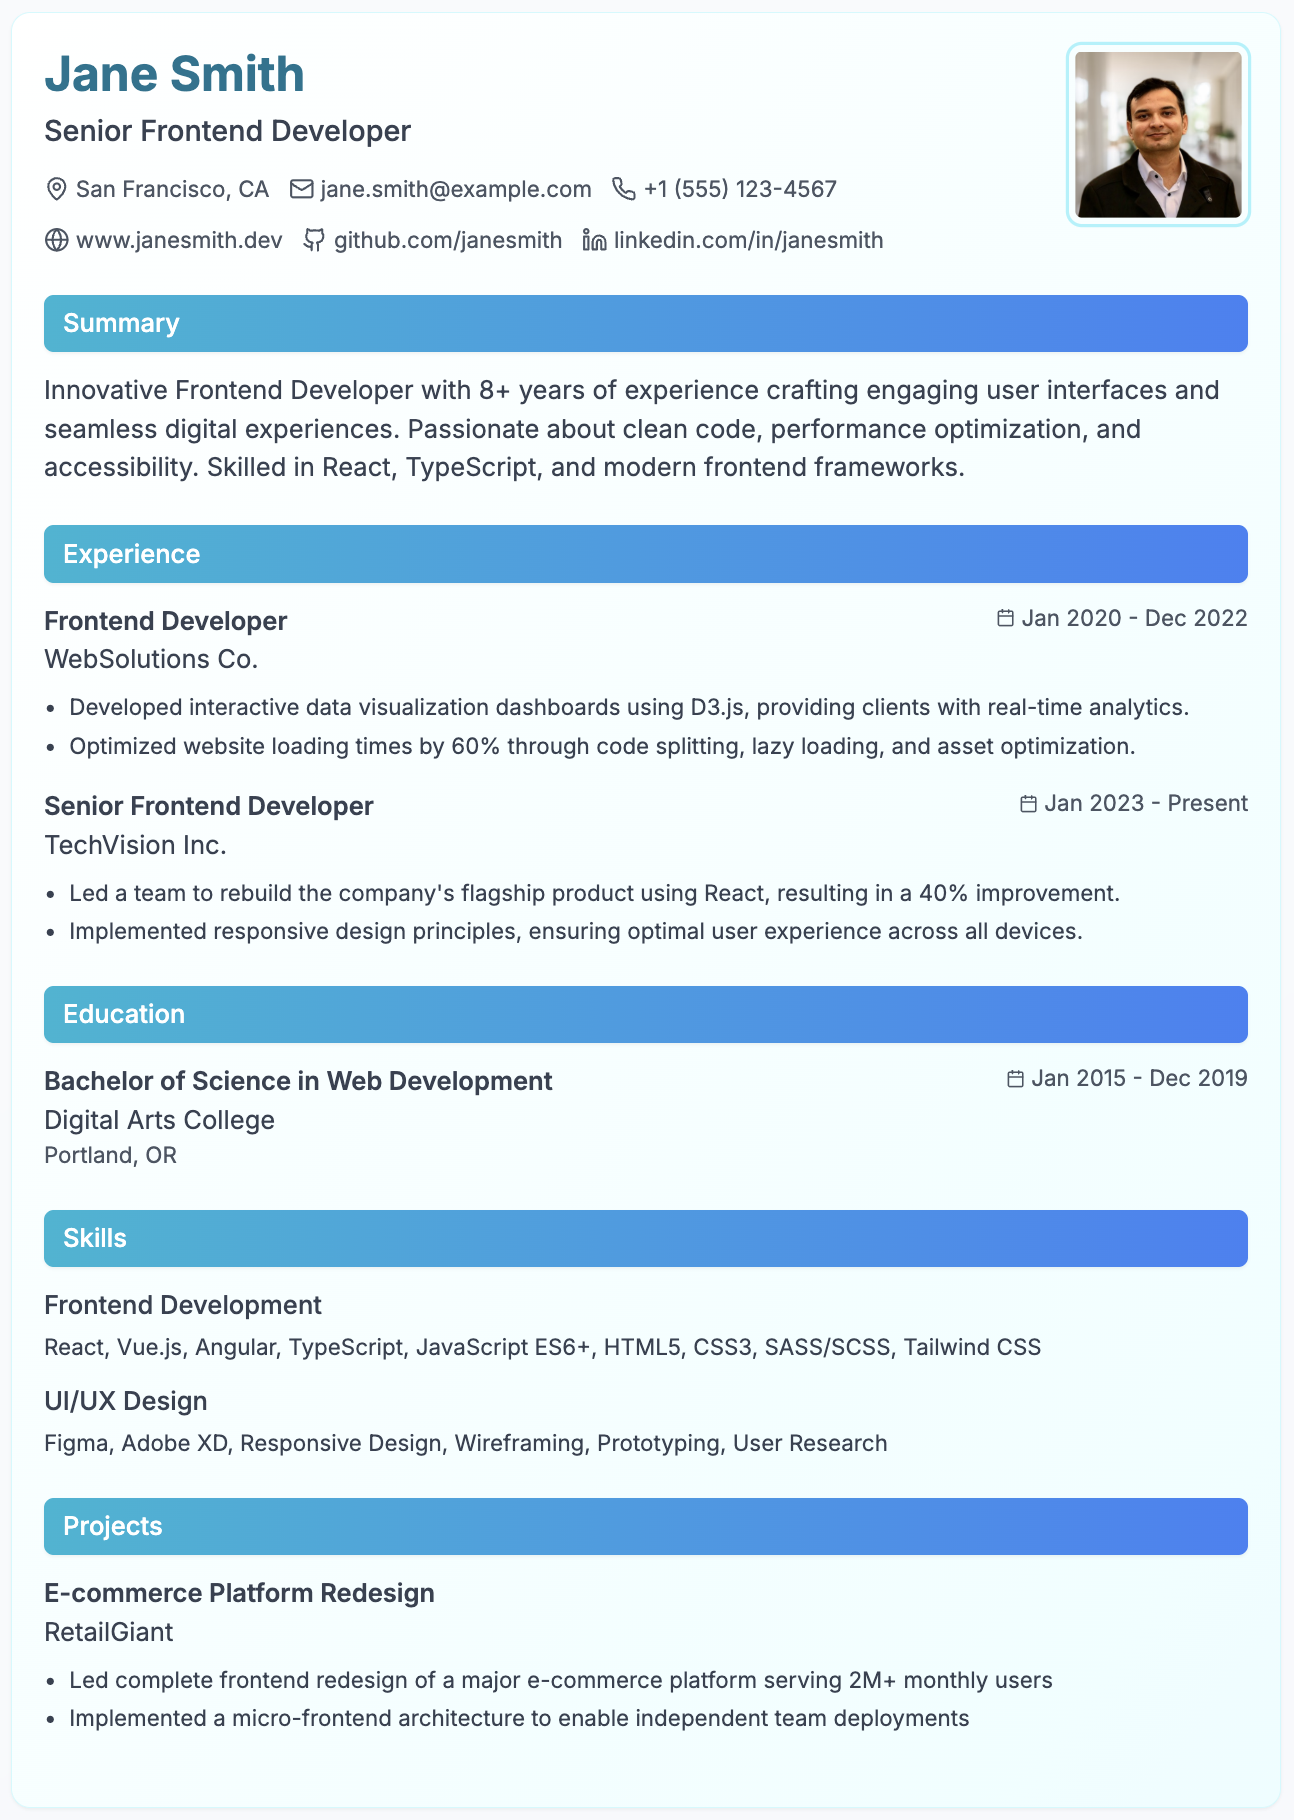 Jane Smith
Senior Frontend Developer
San Francisco, CA jane.smith@example.com +1 (555) 123-4567
www.janesmith.dev github.com/janesmith linkedin.com/in/janesmith
Summary
Innovative Frontend Developer with 8+ years of experience crafting engaging user interfaces and
seamless digital experiences. Passionate about clean code, performance optimization, and
accessibility. Skilled in React, TypeScript, and modern frontend frameworks.
Experience
Frontend Developer Jan 2020 - Dec 2022
WebSolutions Co.
• Developed interactive data visualization dashboards using D3.js, providing clients with real-time analytics.
• Optimized website loading times by 60% through code splitting, lazy loading, and asset optimization.
Senior Frontend Developer Jan 2023 - Present
TechVision Inc.
• Led a team to rebuild the company's flagship product using React, resulting in a 40% improvement.
• Implemented responsive design principles, ensuring optimal user experience across all devices.
Education
Bachelor of Science in Web Development Jan 2015 - Dec 2019
Digital Arts College
Portland, OR
Skills
Frontend Development
React, Vue.js, Angular, TypeScript, JavaScript ES6+, HTML5, CSS3, SASS/SCSS, Tailwind CSS
UI/UX Design
Figma, Adobe XD, Responsive Design, Wireframing, Prototyping, User Research
Projects
E-commerce Platform Redesign
RetailGiant
• Led complete frontend redesign of a major e-commerce platform serving 2M+ monthly users
• Implemented a micro-frontend architecture to enable independent team deployments